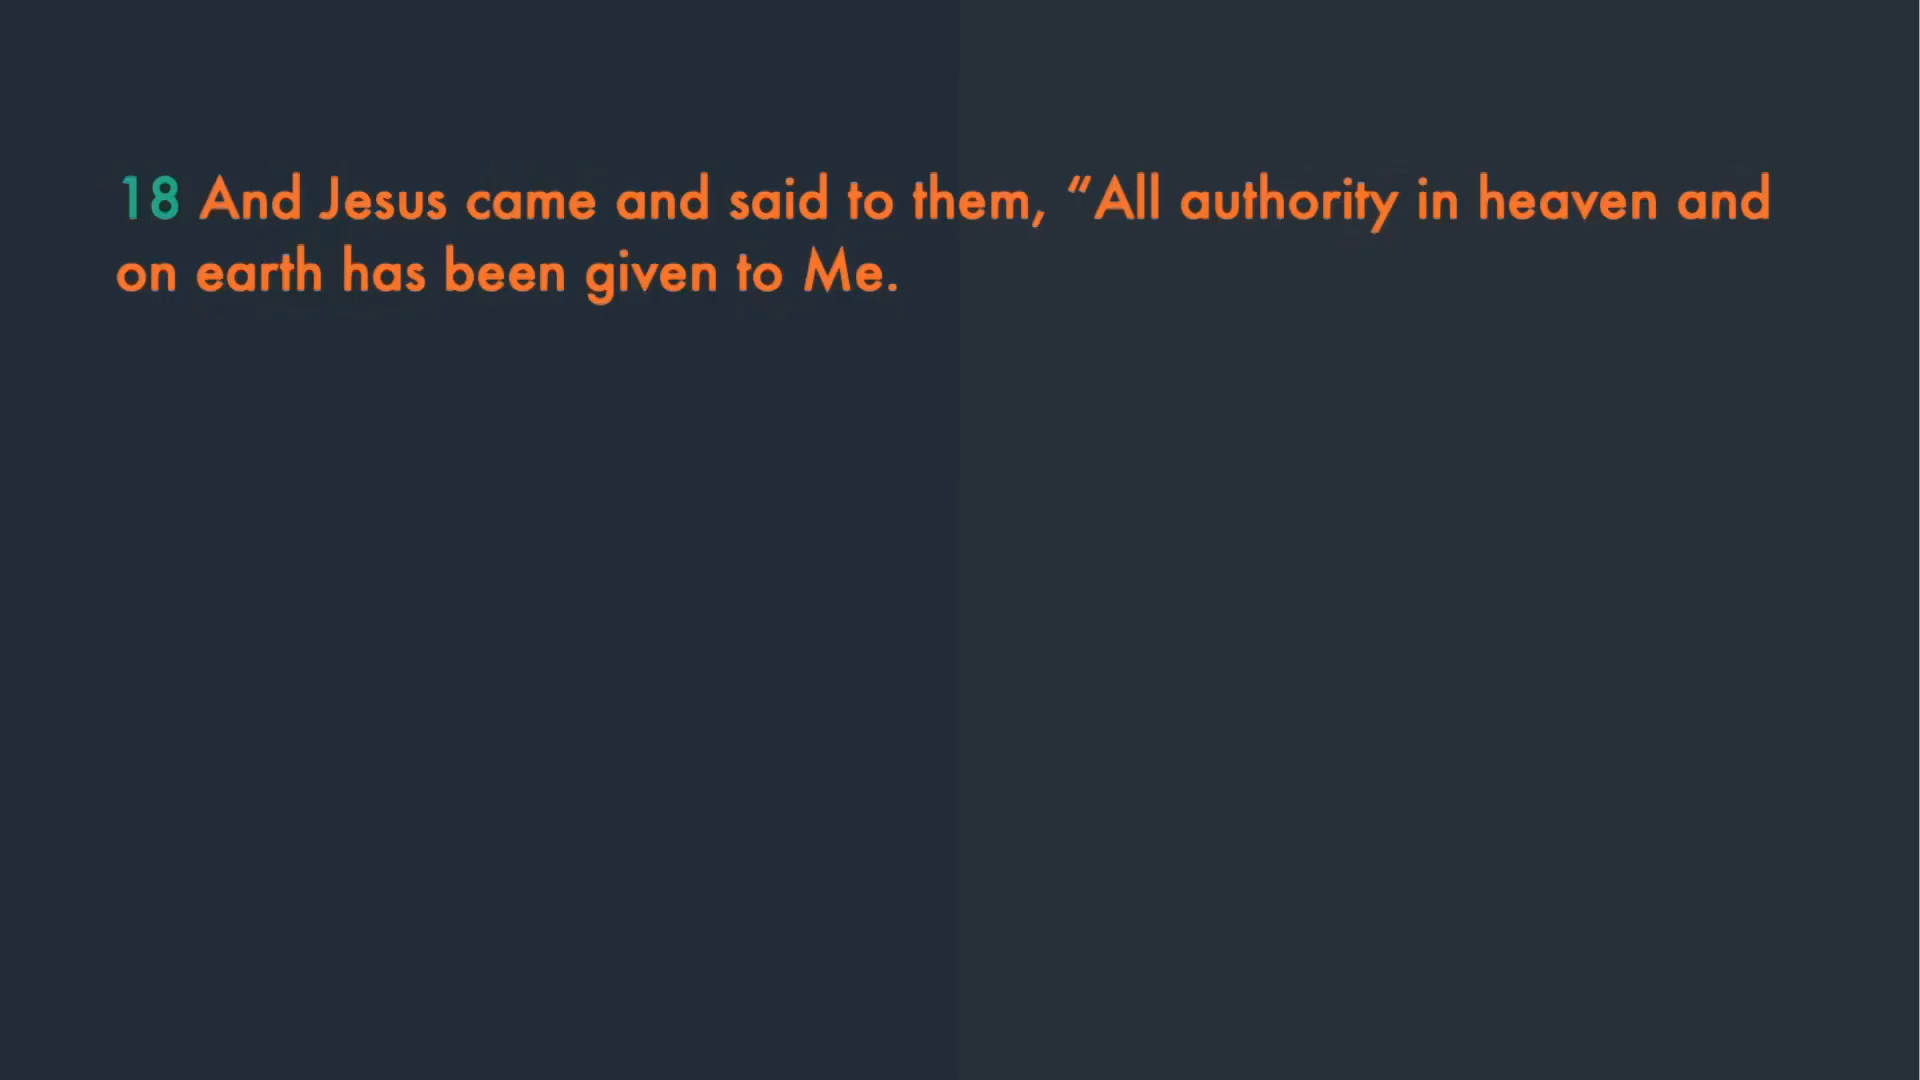 18 And Jesus came and said to them, “All authority in heaven and
on earth has been given to Me.